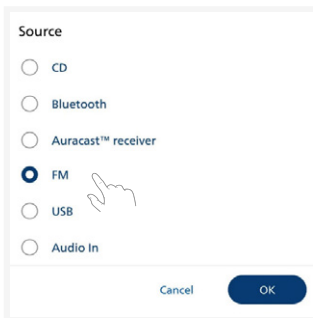 Source
CD
Bluetooth
Auracast™ receiver
FM
USB
Audio In
Cancel OK